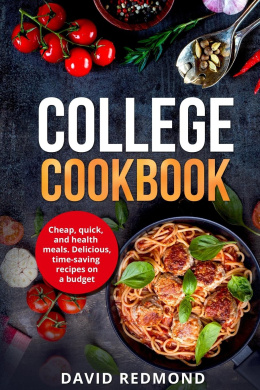 COLLEGE
COOKBOOK
Cheap, quick,
and health
meals. Delicious,
time-saving
recipes on
a budget
DAVID REDMOND